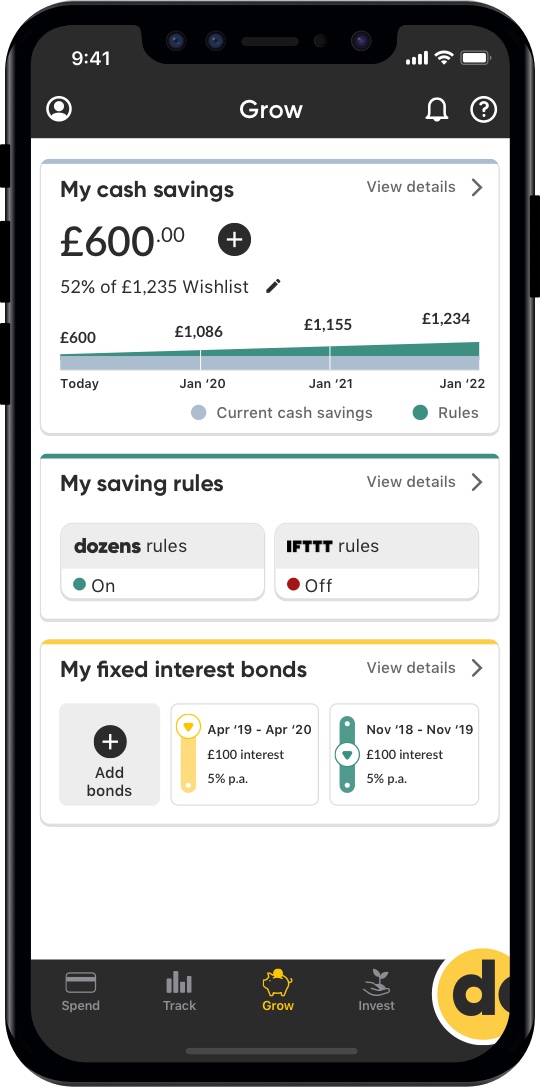 9:41
Grow
My cash savings
View details
£600.00
52% of £1,235 Wishlist
£600
£1,086
£1,155
£1,234
Today
Jan ‘20
Jan ‘21
Jan ‘22
Current cash savings
Rules
My saving rules
View details
dozens rules
IFTTT rules
On
Off
My fixed interest bonds
View details
Add
bonds
Apr ‘19 - Apr ‘20
£100 interest
5% p.a.
Nov ‘18 - Nov ‘19
£100 interest
5% p.a.
Spend
Track
Grow
Invest